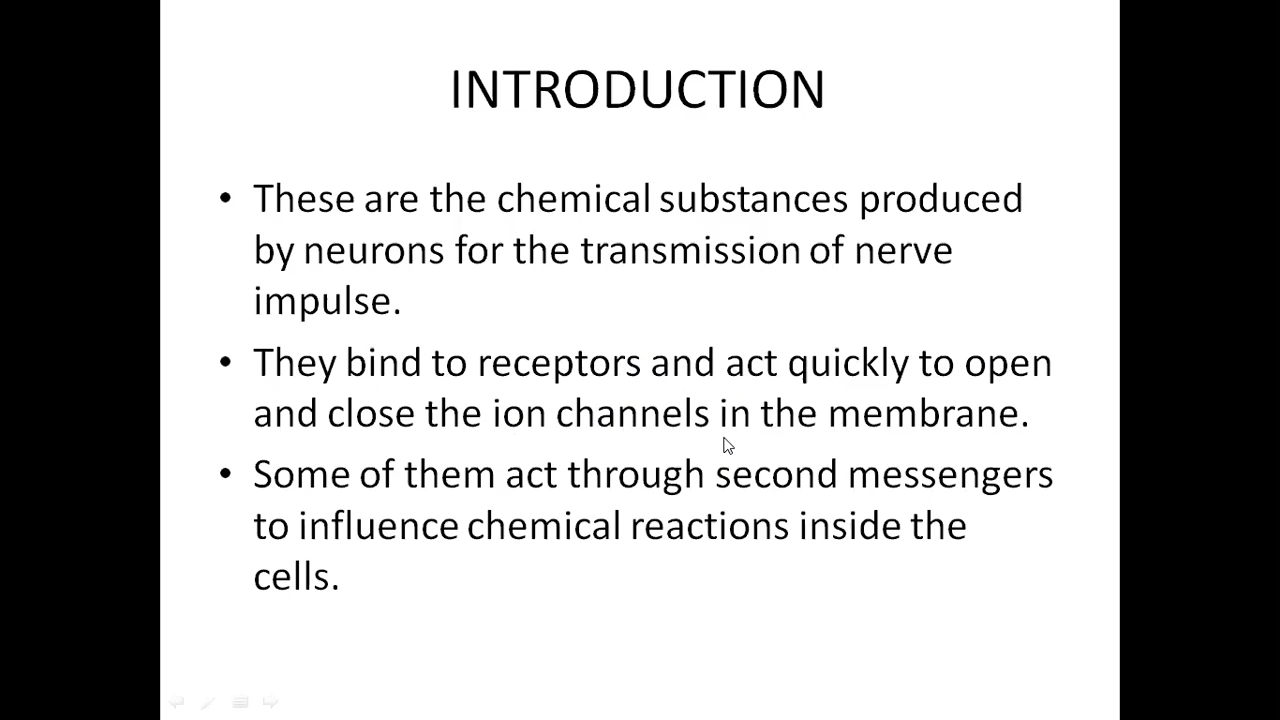 INTRODUCTION
• These are the chemical substances produced
by neurons for the transmission of nerve
impulse.
• They bind to receptors and act quickly to open
and close the ion channels in the membrane.
• Some of them act through second messengers
to influence chemical reactions inside the
cells.